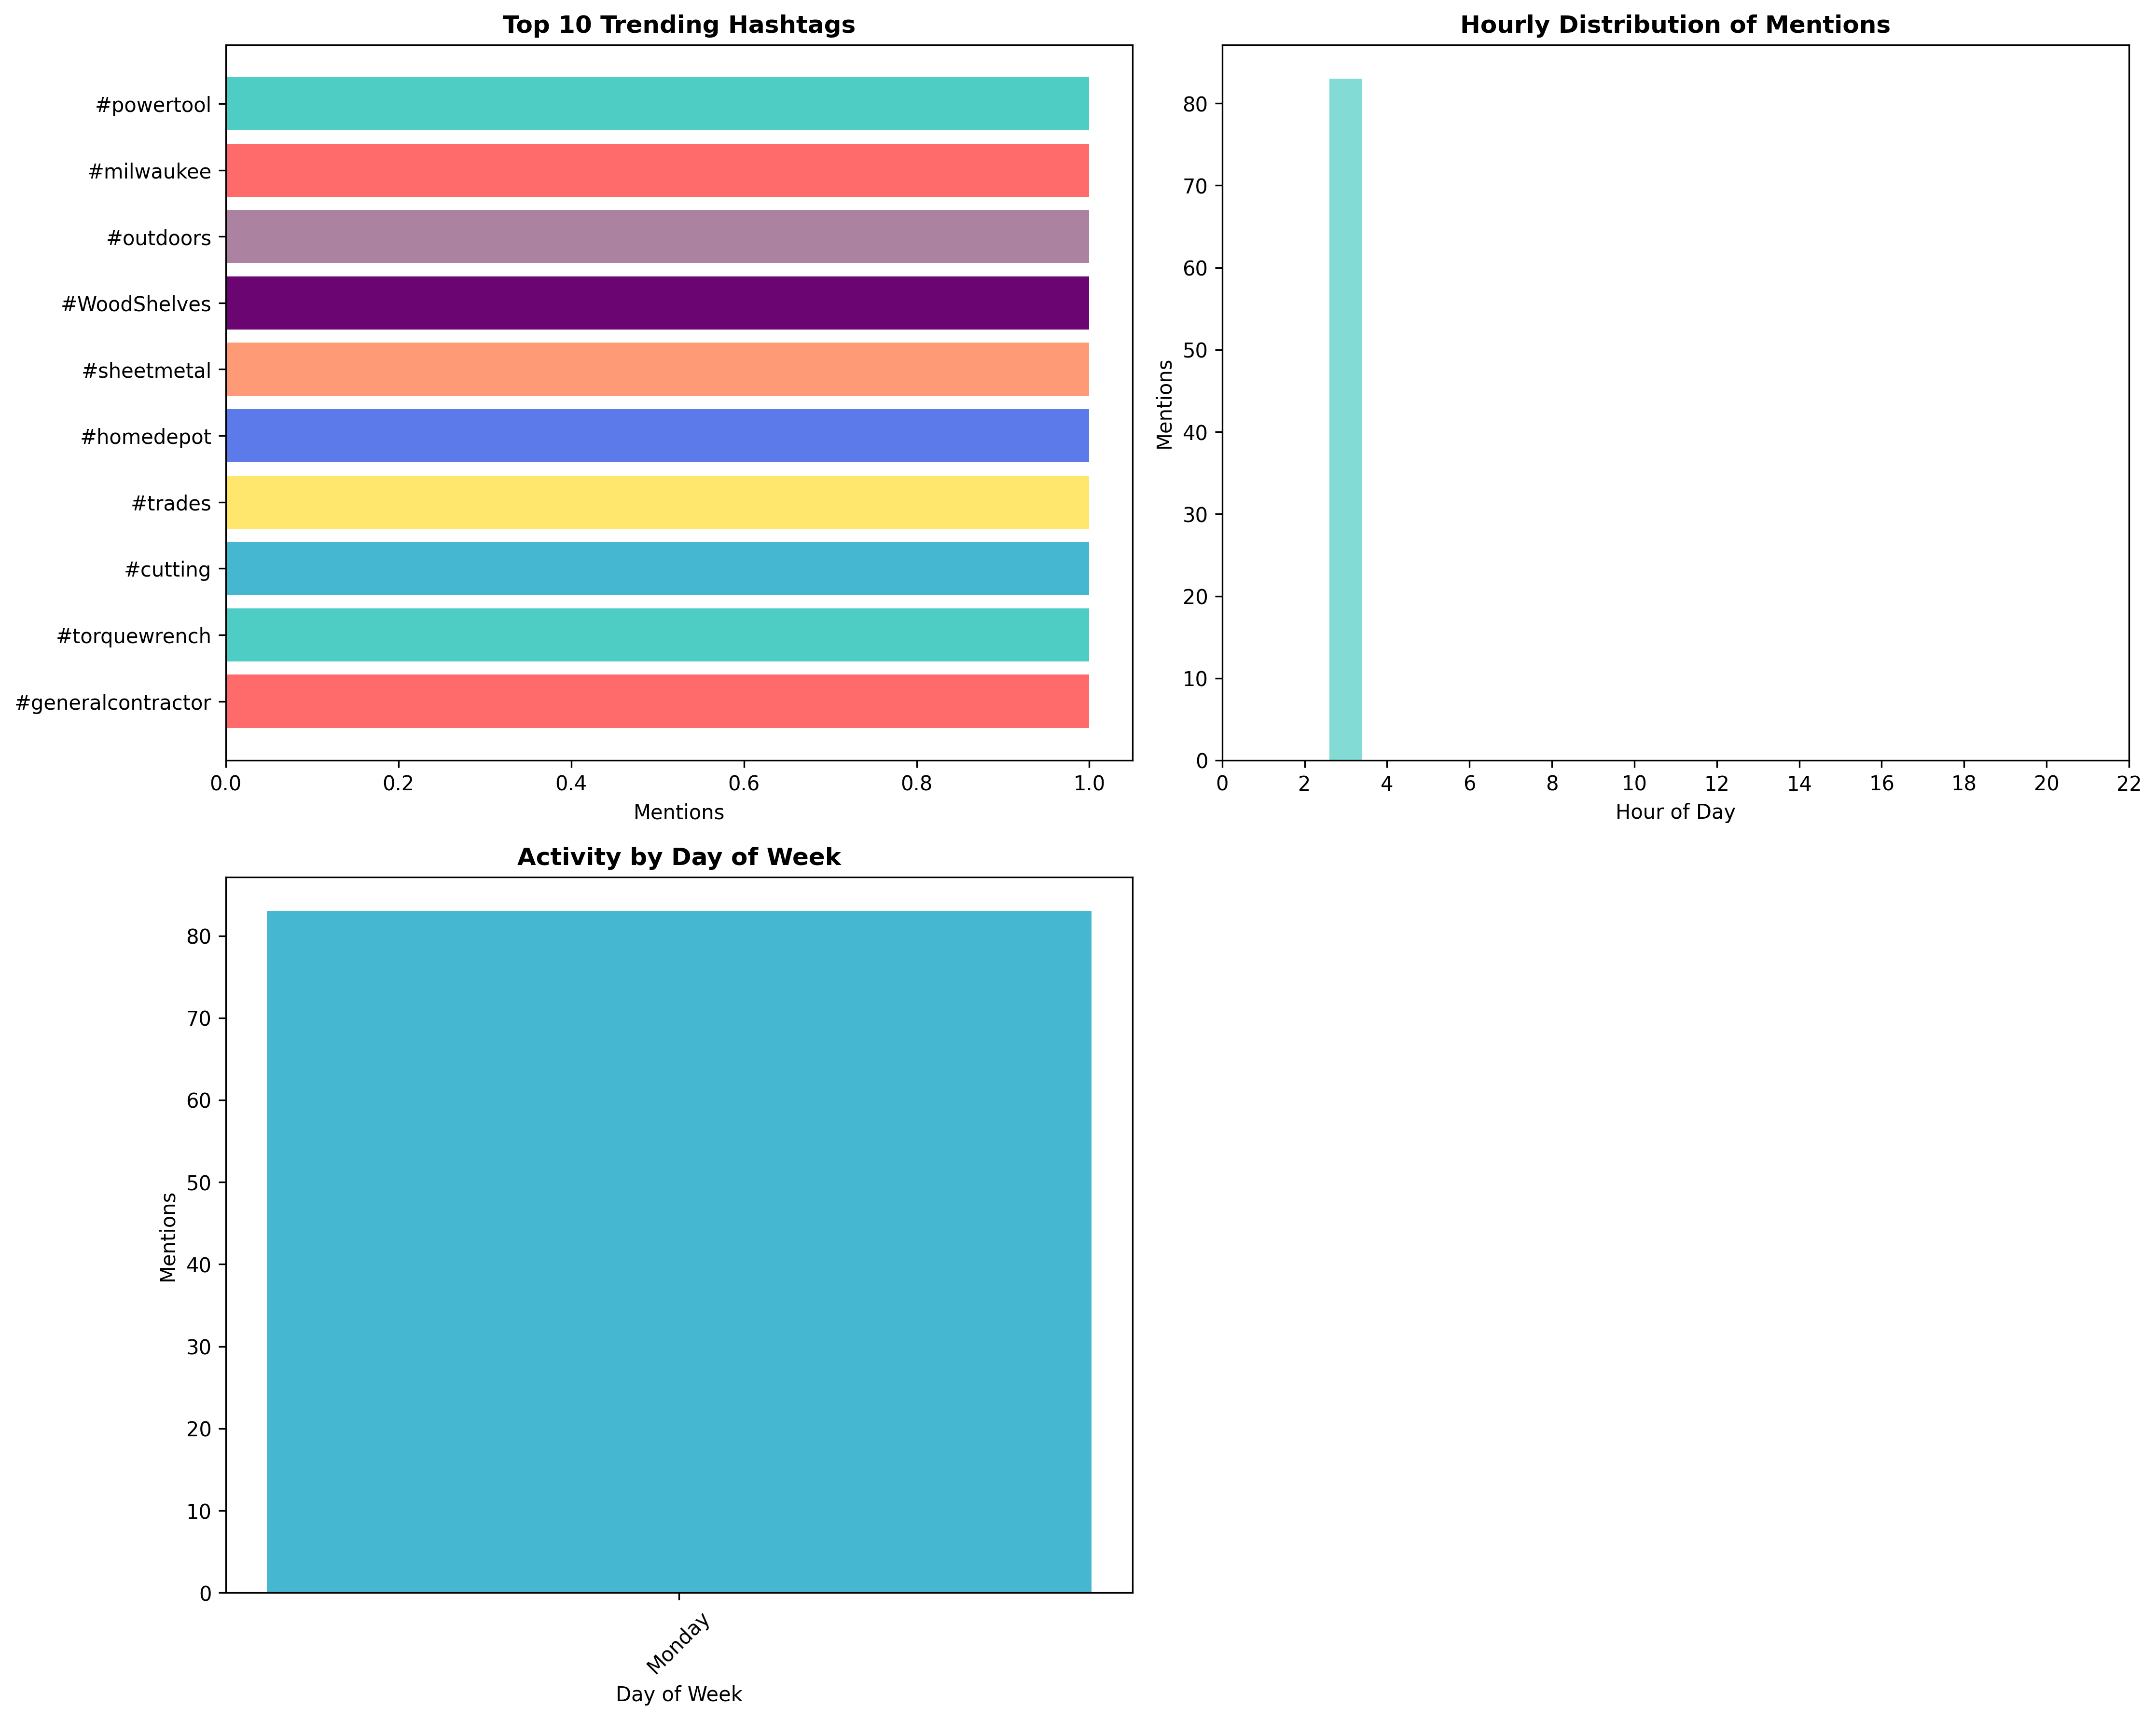 Top 10 Trending Hashtags
#powertool
#milwaukee
#outdoors
#WoodShelves
#sheetmetal
#homedepot
#trades
#cutting
#torquewrench
#generalcontractor
0.0 0.2 0.4 0.6 0.8 1.0
Mentions
Hourly Distribution of Mentions
Mentions
80
70
60
50
40
30
20
10
0
0 2 4 6 8 10 12 14 16 18 20 22
Hour of Day
Activity by Day of Week
Mentions
80
70
60
50
40
30
20
10
0
Monday
Day of Week